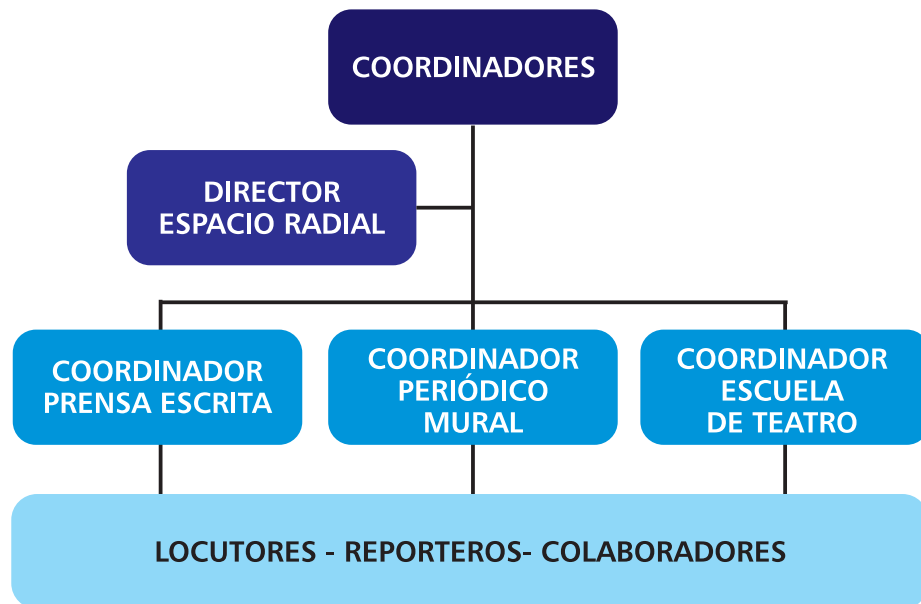 COORDINADORES
DIRECTOR
ESPACIO RADIAL
COORDINADOR
PRENSA ESCRITA
COORDINADOR
PERIÓDICO
MURAL
COORDINADOR
ESCUELA
DE TEATRO
LOCUTORES - REPORTEROS- COLABORADORES